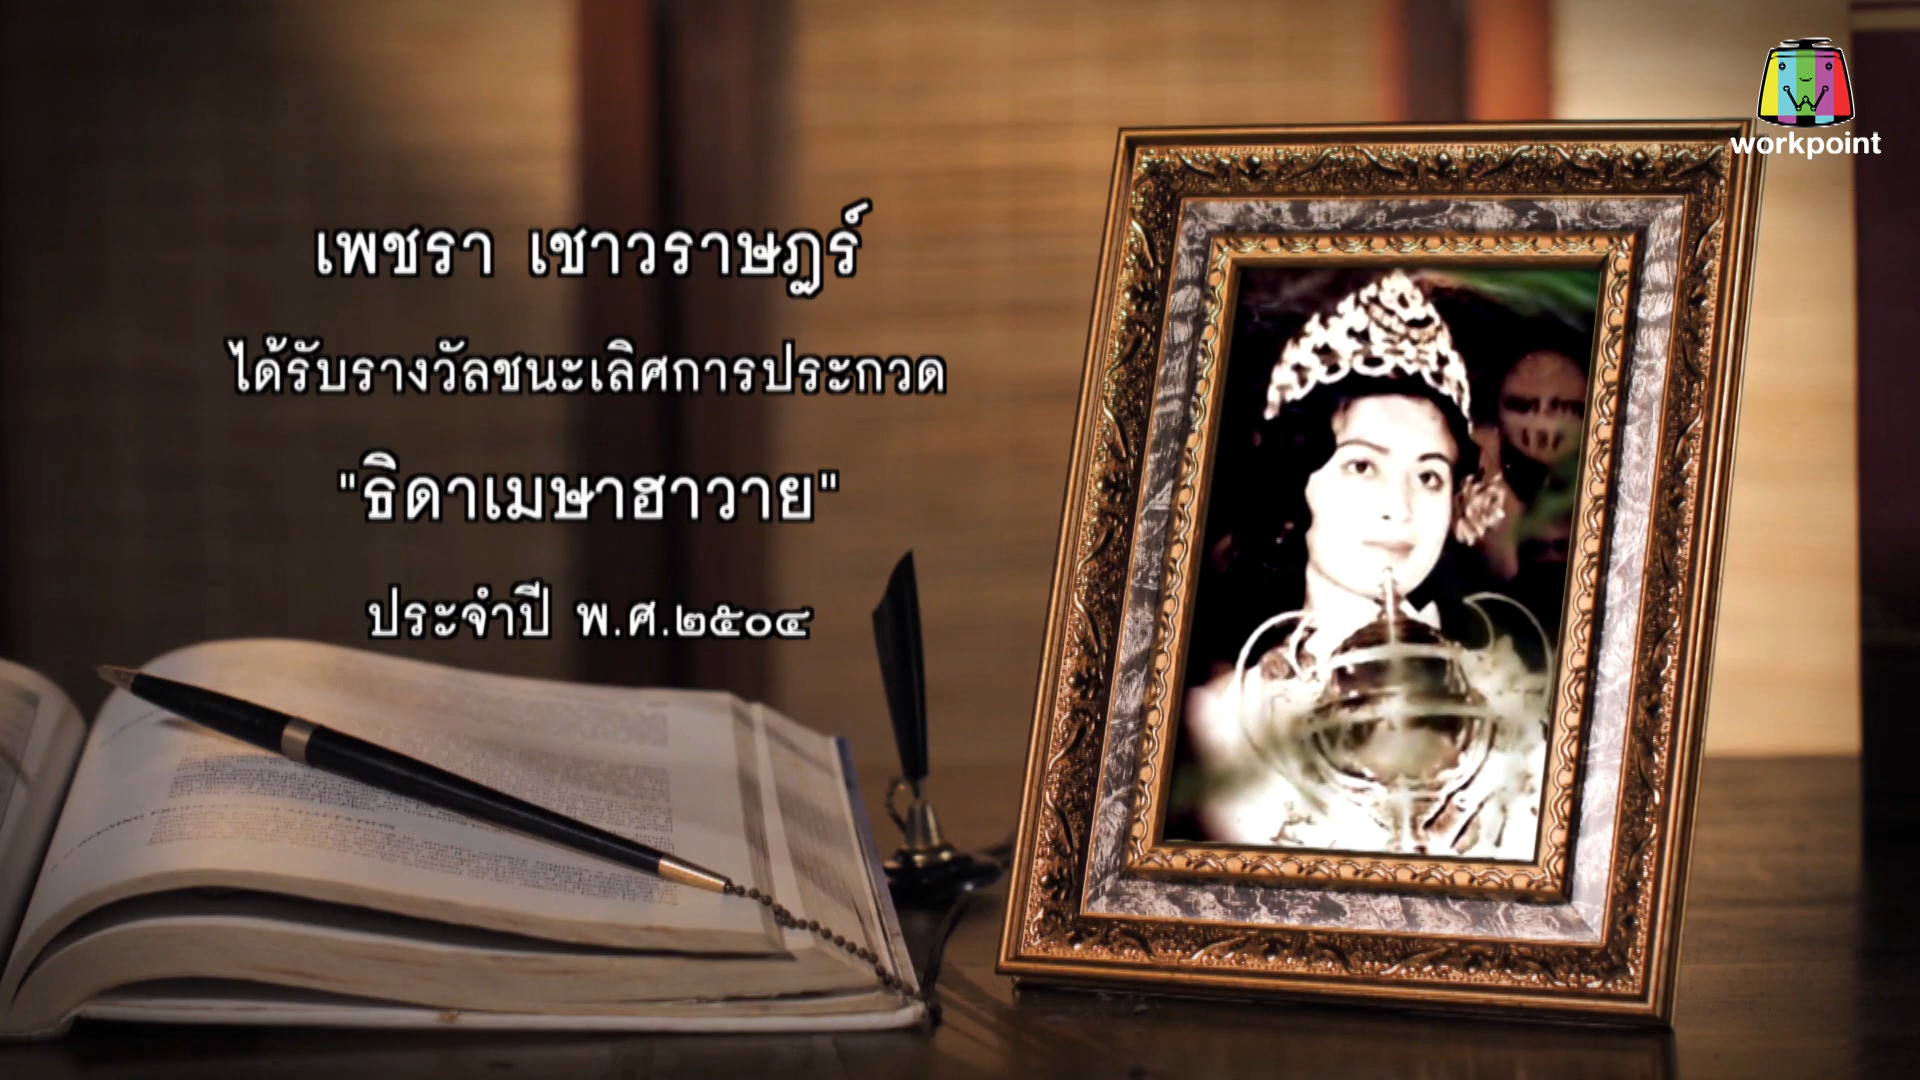 เพชรา เชาวราษฎร์
ได้รับรางวัลชนะเลิศการประกวด
"ธิดาเมษาฮาวาย"
ประจำปี พ.ศ.๒๕๐๔
workpoint